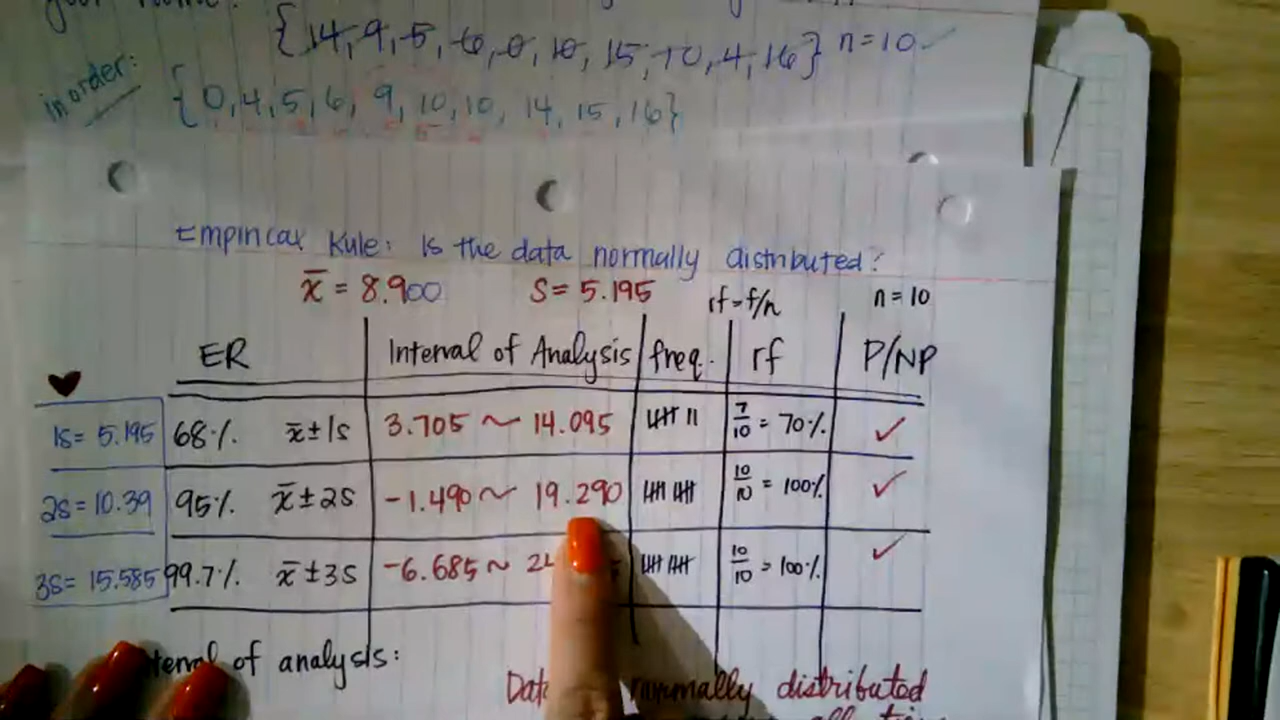 {14, 9, 5, 6, 0, 10, 15, 10, 4, 16} n=10 ✓
in order:
{0, 4, 5, 6, 9, 10, 10, 14, 15, 16}
Empirical Rule: Is the data normally distributed?
x̄ = 8.900 S = 5.195 rf = f/n n = 10
ER Interval of Analysis freq. rf P/NP
1s = 5.195 68% x̄ ± 1s 3.705 ~ 14.095 7/10 = 70% ✓
2s = 10.39 95% x̄ ± 2s -1.490 ~ 19.290 10/10 = 100% ✓
3s = 15.585 99.7% x̄ ± 3s -6.685 ~ 10/10 = 100% ✓
of analysis:
distributed